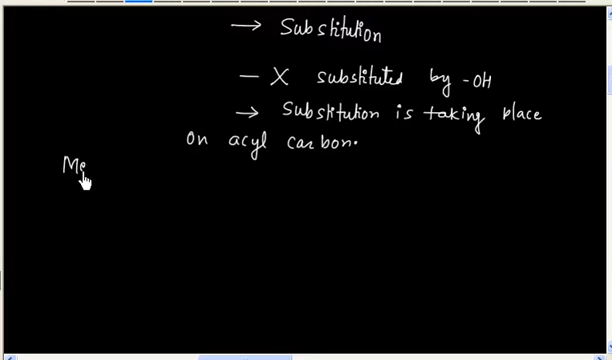 → Substitution
– X substituted by -OH
→ Substitution is taking place
on acyl carbon.
Me